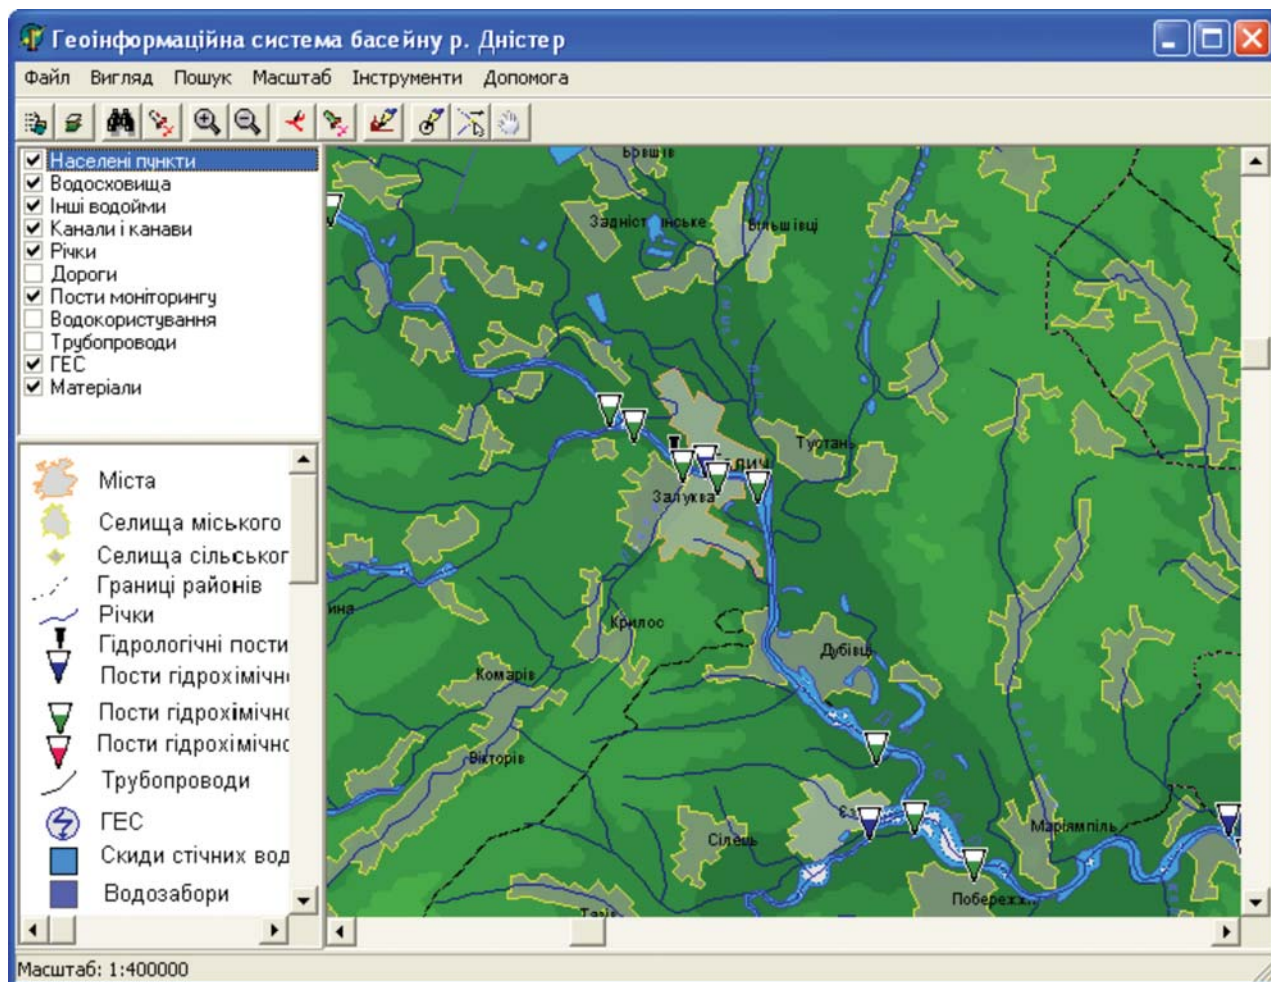 Геоінформаційна система басейну р. Дністер
Файл Вигляд Пошук Масштаб Інструменти Допомога
Населені пункти
Водосховища
Інші водойми
Канали і канави
Річки
Дороги
Пости моніторингу
Водокористування
Трубопроводи
ГЕС
Матеріали
Міста
Селища міського
Селища сільськог
Границі районів
Річки
Гідрологічні пости
Пости гідрохімічн
Пости гідрохімічнс
Пости гідрохімічнс
Трубопроводи
ГЕС
Скиди стічних вод
Водозабори
Більшівці
Тустань
Залуква
Крилос
Дубівці
Комарів
Вікторів
Сілець
Маріямпіль
Масштаб: 1:400000